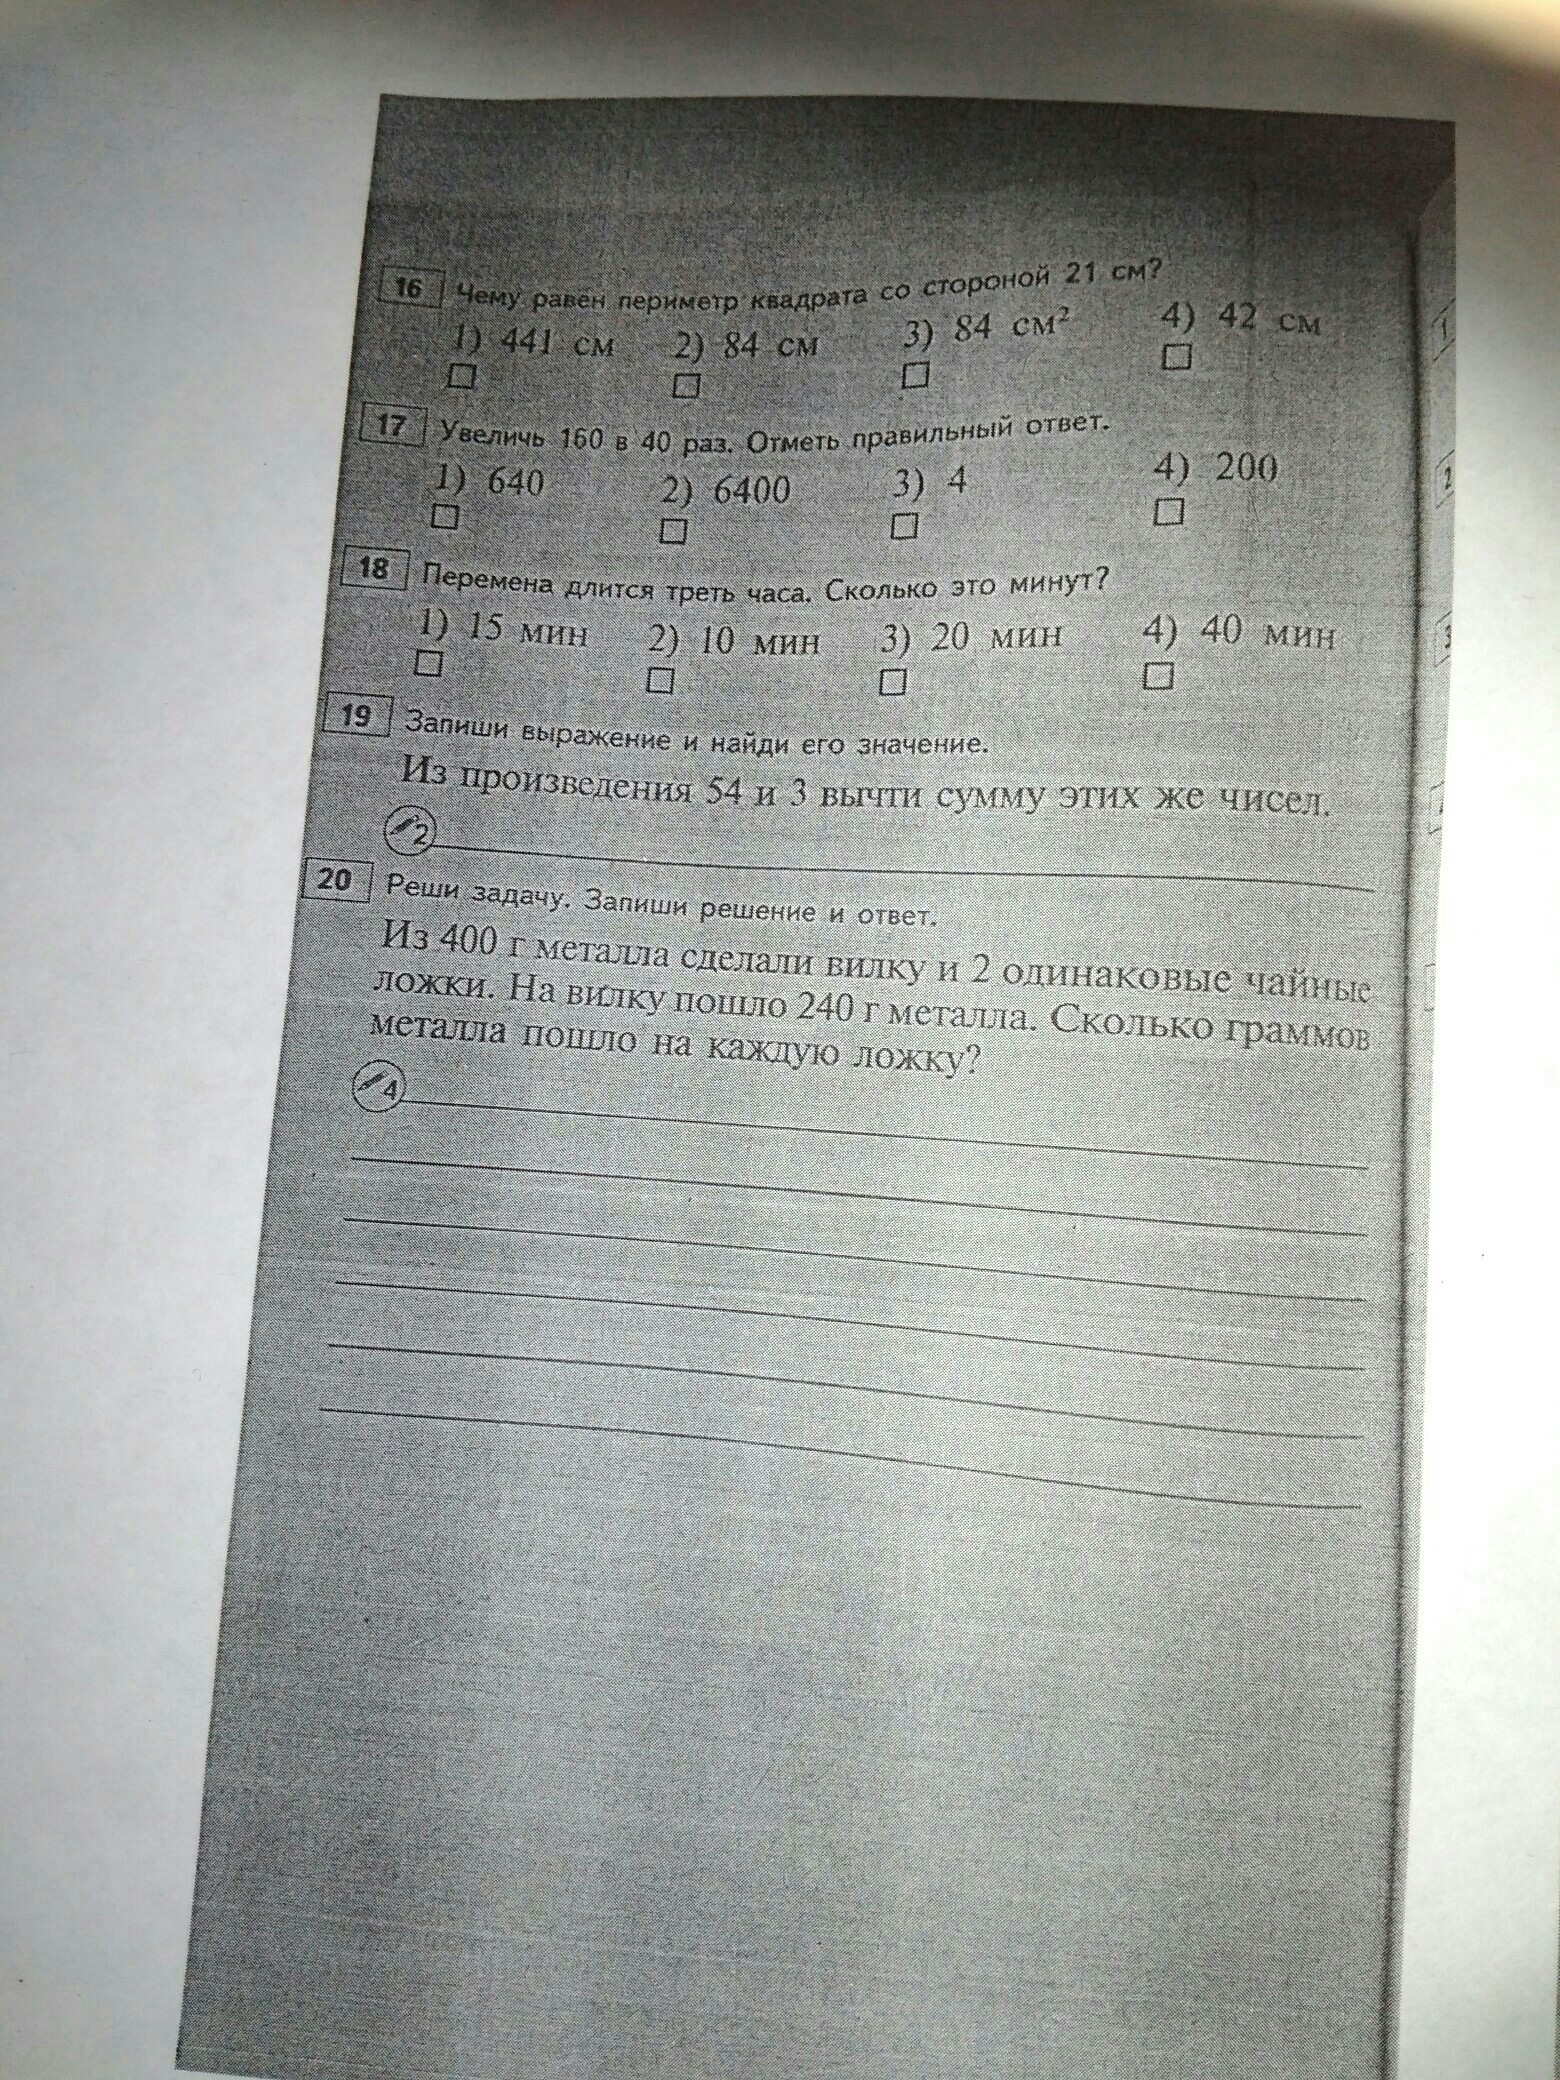 16 Чему равен периметр квадрата со стороной 21 см?
1) 441 см 2) 84 см 3) 84 см² 4) 42 см
17 Увеличь 160 в 40 раз. Отметь правильный ответ.
1) 640 2) 6400 3) 4 4) 200
18 Перемена длится треть часа. Сколько это минут?
1) 15 мин 2) 10 мин 3) 20 мин 4) 40 мин
19 Запиши выражение и найди его значение.
Из произведения 54 и 3 вычти сумму этих же чисел.
2
20 Реши задачу. Запиши решение и ответ.
Из 400 г металла сделали вилку и 2 одинаковые чайные
ложки. На вилку пошло 240 г металла. Сколько граммов
металла пошло на каждую ложку?
4